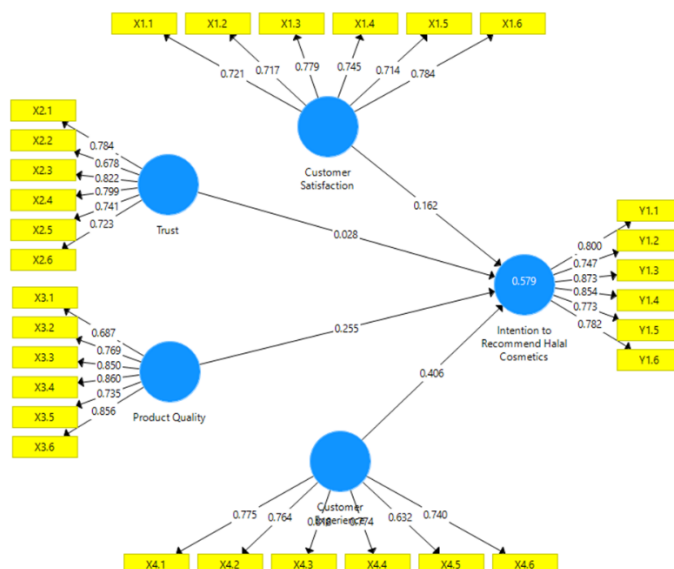 X1.1 X1.2 X1.3 X1.4 X1.5 X1.6
0.721 0.717 0.779 0.745 0.714 0.784
Customer
Satisfaction
X2.1
X2.2
X2.3
X2.4
X2.5
X2.6
0.784
0.678
0.822
0.799
0.741
0.723
Trust
0.162
0.028
X3.1
X3.2
X3.3
X3.4
X3.5
X3.6
0.687
0.769
0.850
0.860
0.735
0.856
Product Quality
0.255
0.406
0.579
Intention to
Recommend Halal
Cosmetics
0.800
0.747
0.873
0.854
0.773
0.782
Y1.1
Y1.2
Y1.3
Y1.4
Y1.5
Y1.6
Customer
Experience
0.775 0.764 0.774 0.632 0.740
X4.1 X4.2 X4.3 X4.4 X4.5 X4.6